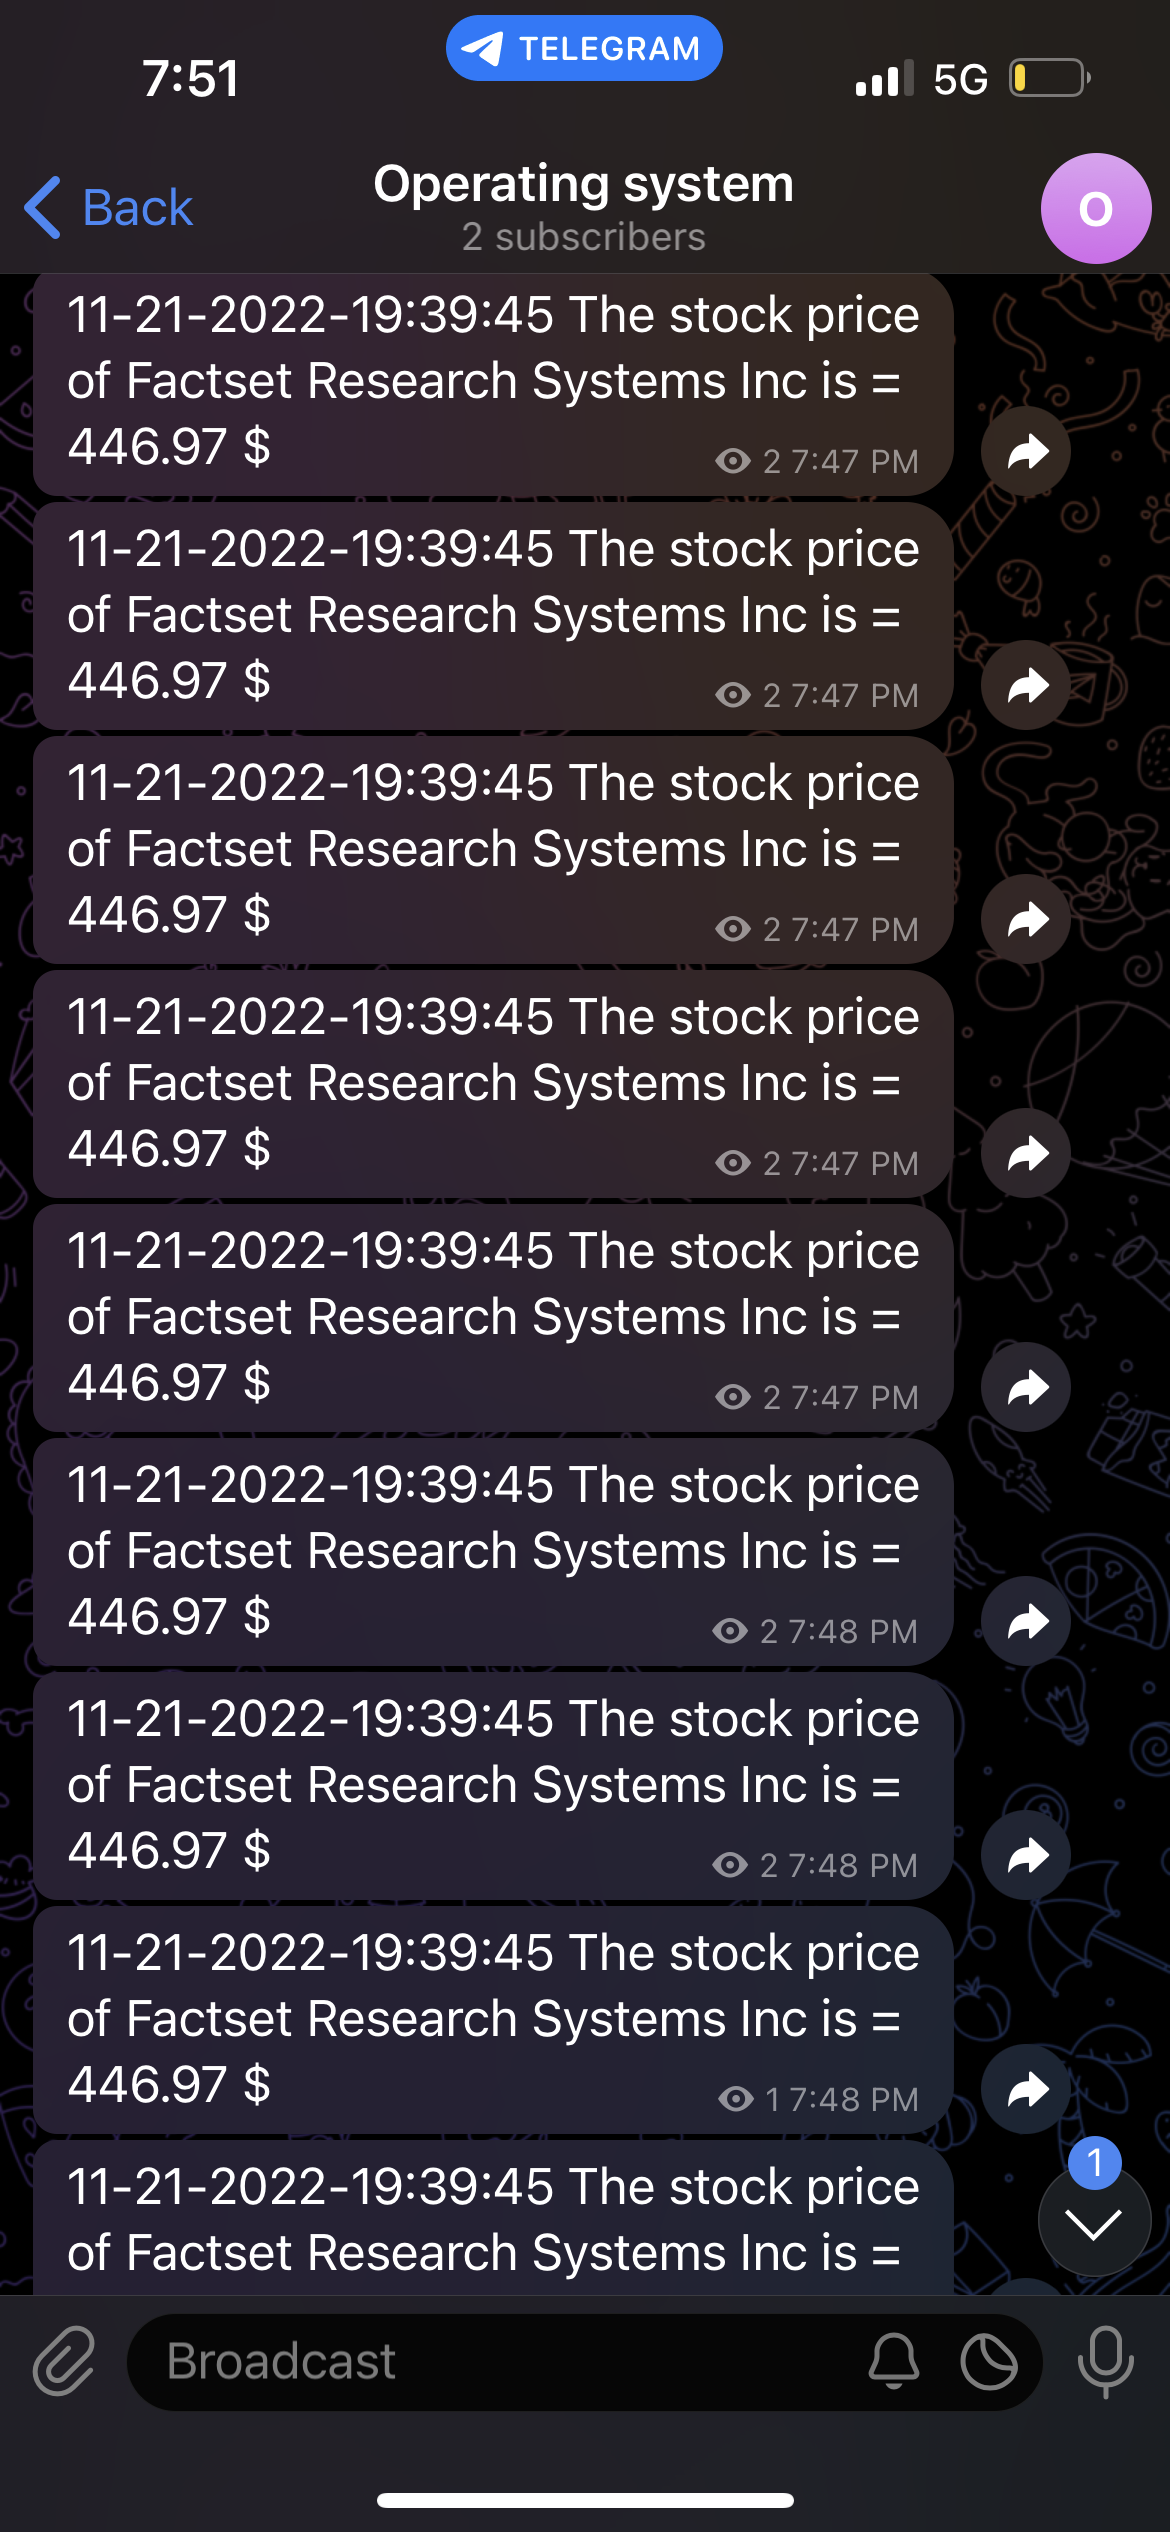 7:51
TELEGRAM
5G
Back
Operating system
2 subscribers
O
11-21-2022-19:39:45 The stock price
of Factset Research Systems Inc is =
446.97 $
2 7:47 PM
11-21-2022-19:39:45 The stock price
of Factset Research Systems Inc is =
446.97 $
2 7:47 PM
11-21-2022-19:39:45 The stock price
of Factset Research Systems Inc is =
446.97 $
2 7:47 PM
11-21-2022-19:39:45 The stock price
of Factset Research Systems Inc is =
446.97 $
2 7:47 PM
11-21-2022-19:39:45 The stock price
of Factset Research Systems Inc is =
446.97 $
2 7:47 PM
11-21-2022-19:39:45 The stock price
of Factset Research Systems Inc is =
446.97 $
2 7:48 PM
11-21-2022-19:39:45 The stock price
of Factset Research Systems Inc is =
446.97 $
2 7:48 PM
11-21-2022-19:39:45 The stock price
of Factset Research Systems Inc is =
446.97 $
1 7:48 PM
11-21-2022-19:39:45 The stock price
of Factset Research Systems Inc is =
1
Broadcast